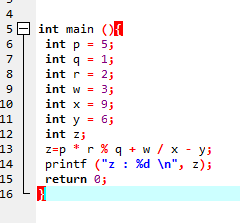 4
5 int main (){
6 int p = 5;
7 int q = 1;
8 int r = 2;
9 int w = 3;
10 int x = 9;
11 int y = 6;
12 int z;
13 z=p * r % q + w / x - y;
14 printf ("z : %d \n", z);
15 return 0;
16 }